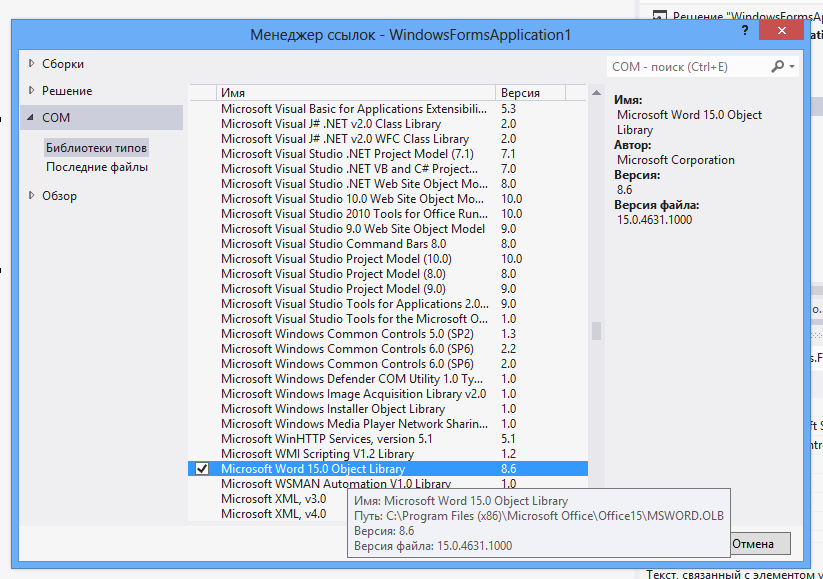 Решение "WindowsFormsA
Менеджер ссылок - WindowsFormsApplication1
?
Сборки
Решение
COM
Библиотеки типов
Последние файлы
Обзор
COM - поиск (Ctrl+E)
Имя Версия
Microsoft Visual Basic for Applications Extensibili... 5.3
Microsoft Visual J# .NET v2.0 Class Library 2.0
Microsoft Visual J# .NET v2.0 WFC Class Library 2.0
Microsoft Visual Studio .NET Project Model (7.1) 7.1
Microsoft Visual Studio .NET VB and C# Project... 7.0
Microsoft Visual Studio .NET Web Site Object Mo... 8.0
Microsoft Visual Studio 10.0 Web Site Object Mo... 10.0
Microsoft Visual Studio 2010 Tools for Office Run... 10.0
Microsoft Visual Studio 9.0 Web Site Object Model 9.0
Microsoft Visual Studio Command Bars 8.0 8.0
Microsoft Visual Studio Project Model (10.0) 10.0
Microsoft Visual Studio Project Model (8.0) 8.0
Microsoft Visual Studio Project Model (9.0) 9.0
Microsoft Visual Studio Tools for Applications 2.0... 9.0
Microsoft Visual Studio Tools for the Microsoft O... 1.0
Microsoft Windows Common Controls 5.0 (SP2) 1.3
Microsoft Windows Common Controls 6.0 (SP6) 2.2
Microsoft Windows Common Controls 6.0 (SP6) 2.0
Microsoft Windows Defender COM Utility 1.0 Ty... 1.0
Microsoft Windows Image Acquisition Library v2.0 1.0
Microsoft Windows Installer Object Library 1.0
Microsoft Windows Media Player Network Sharin... 1.0
Microsoft WinHTTP Services, version 5.1 5.1
Microsoft WMI Scripting V1.2 Library 1.2
Microsoft Word 15.0 Object Library 8.6
Microsoft WSMAN Automation V1.0 Library 1.0
Microsoft XML, v3.0
Microsoft XML, v4.0
Имя:
Microsoft Word 15.0 Object
Library
Автор:
Microsoft Corporation
Версия:
8.6
Версия файла:
15.0.4631.1000
Имя: Microsoft Word 15.0 Object Library
Путь: C:\Program Files (x86)\Microsoft Office\Office15\MSWORD.OLB
Версия: 8.6
Версия файла: 15.0.4631.1000
Отмена
Текст, связанный с элементом у